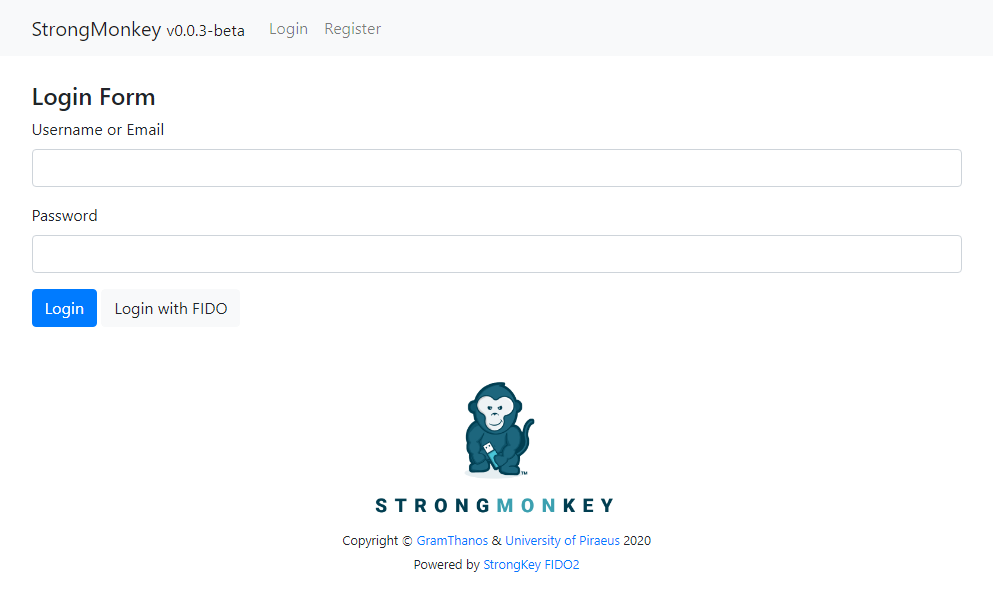 StrongMonkey v0.0.3-beta Login Register
Login Form
Username or Email
Password
Login Login with FIDO
TM
STRONGMONKEY
Copyright © GramThanos & University of Piraeus 2020
Powered by StrongKey FIDO2